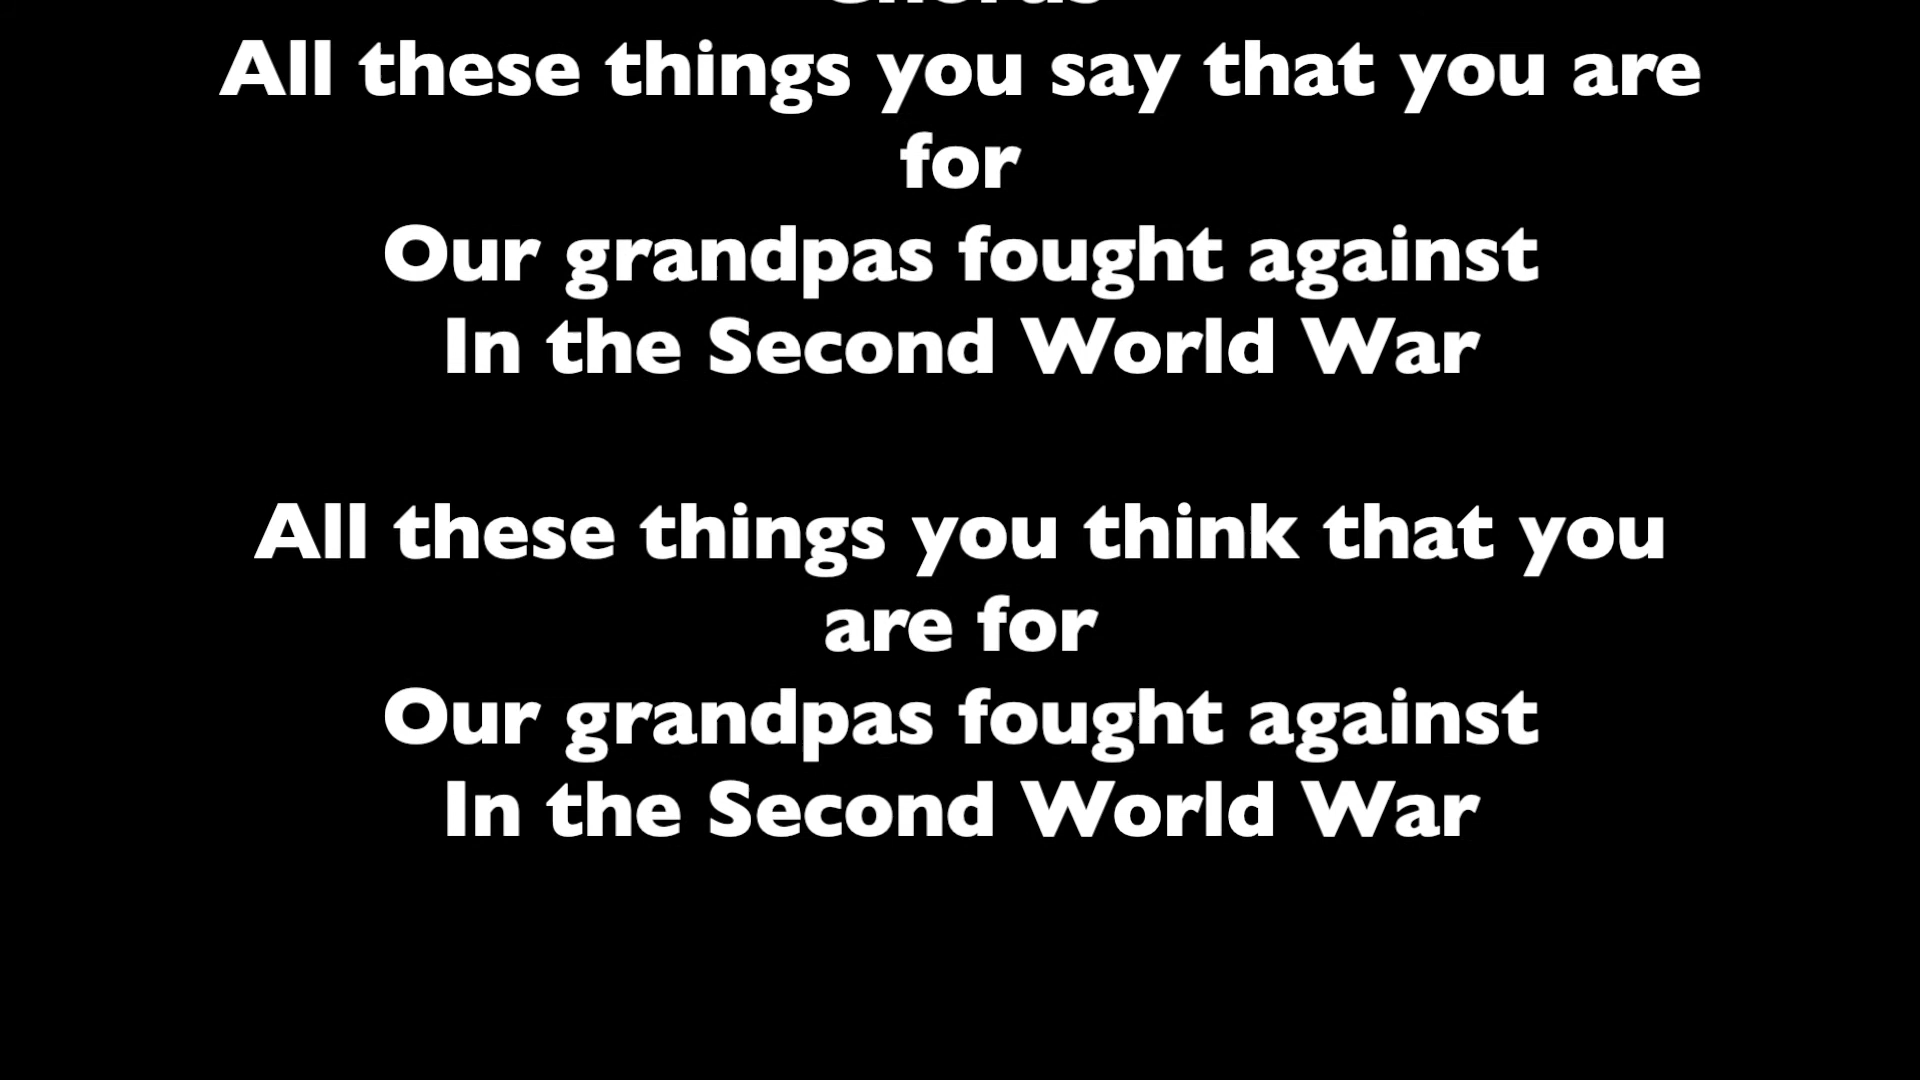 Chorus
All these things you say that you are
for
Our grandpas fought against
In the Second World War
All these things you think that you
are for
Our grandpas fought against
In the Second World War